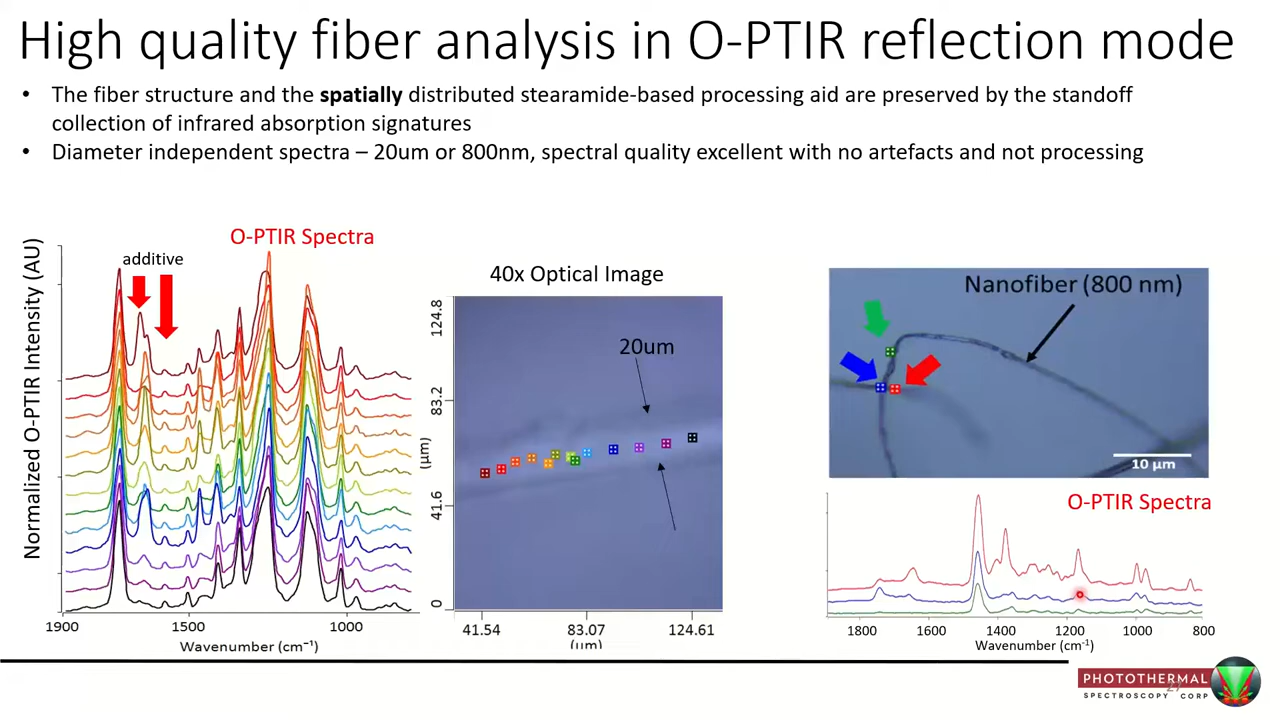 High quality fiber analysis in O-PTIR reflection mode
• The fiber structure and the spatially distributed stearamide-based processing aid are preserved by the standoff
collection of infrared absorption signatures
• Diameter independent spectra – 20um or 800nm, spectral quality excellent with no artefacts and not processing
O-PTIR Spectra
additive
Normalized O-PTIR Intensity (AU)
1900 1500 1000
Wavenumber (cm⁻¹)
40x Optical Image
20um
124.8
83.2
(µm)
41.6
0
41.54 83.07 124.61
(µm)
Nanofiber (800 nm)
10 µm
O-PTIR Spectra
1800 1600 1400 1200 1000 800
Wavenumber (cm⁻¹)
PHOTOTHERMAL
SPECTROSCOPY CORP
27